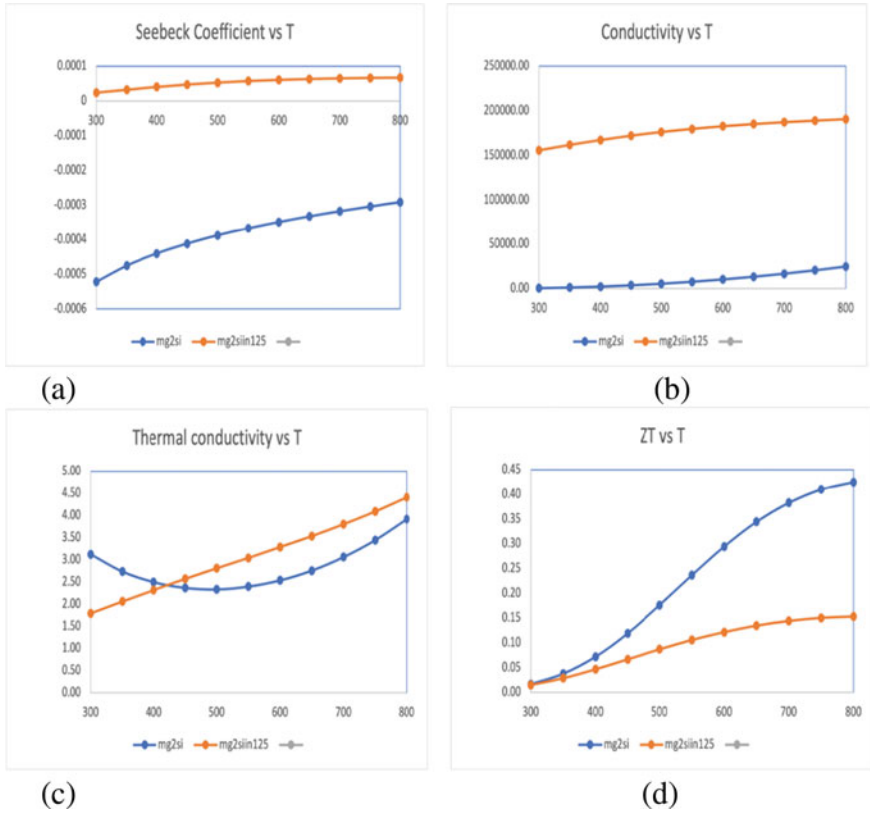 Seebeck Coefficient vs T
0.0001
0
-0.0001
-0.0002
-0.0003
-0.0004
-0.0005
-0.0006
300 400 500 600 700 800
mg2si mg2siin125
(a)
Conductivity vs T
250000.00
200000.00
150000.00
100000.00
50000.00
0.00
300 400 500 600 700 800
mg2si mg2siin125
(b)
Thermal conductivity vs T
5.00
4.50
4.00
3.50
3.00
2.50
2.00
1.50
1.00
0.50
0.00
300 400 500 600 700 800
mg2si mg2siin125
(c)
ZT vs T
0.45
0.40
0.35
0.30
0.25
0.20
0.15
0.10
0.05
0.00
300 400 500 600 700 800
mg2si mg2siin125
(d)